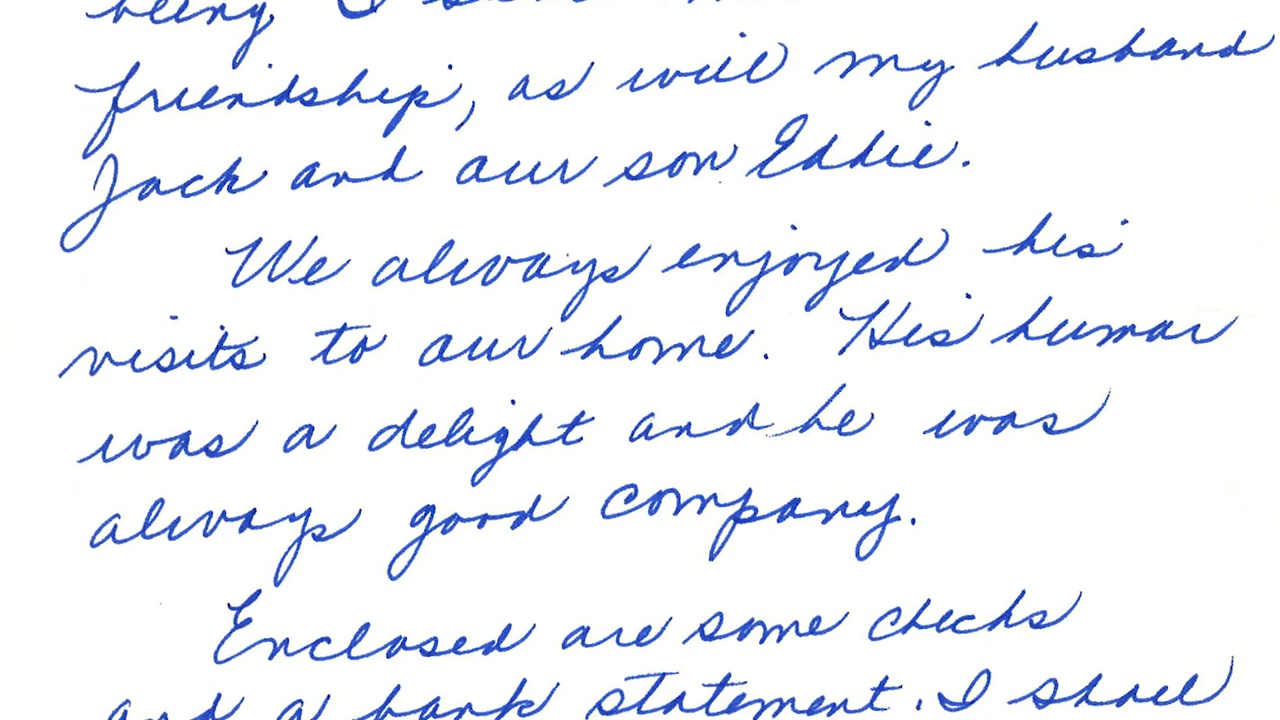 being. I
friendship, as will my husband
Jack and our son Eddie.
We always enjoyed his
visits to our home. His humor
was a delight and he was
always good company.
Enclosed are some checks
and a bank statement. I shall